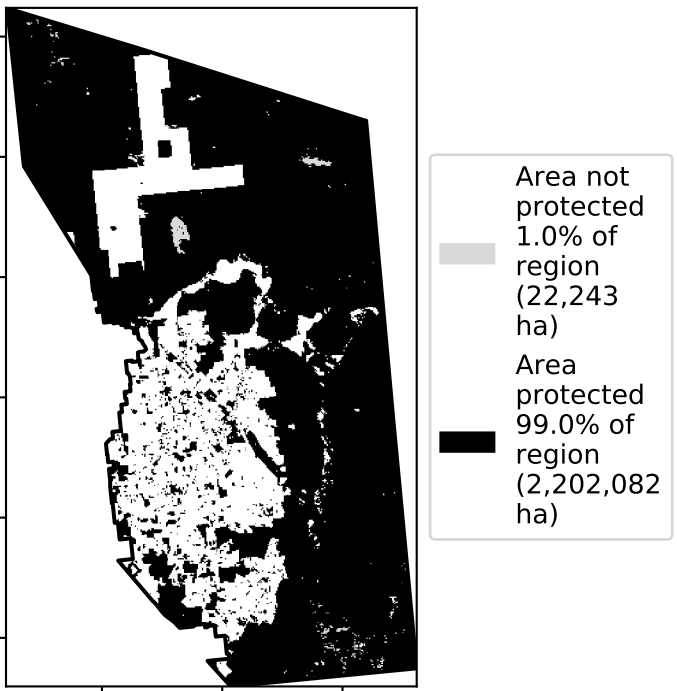 Area not
protected
1.0% of
region
(22,243
ha)
Area
protected
99.0% of
region
(2,202,082
ha)